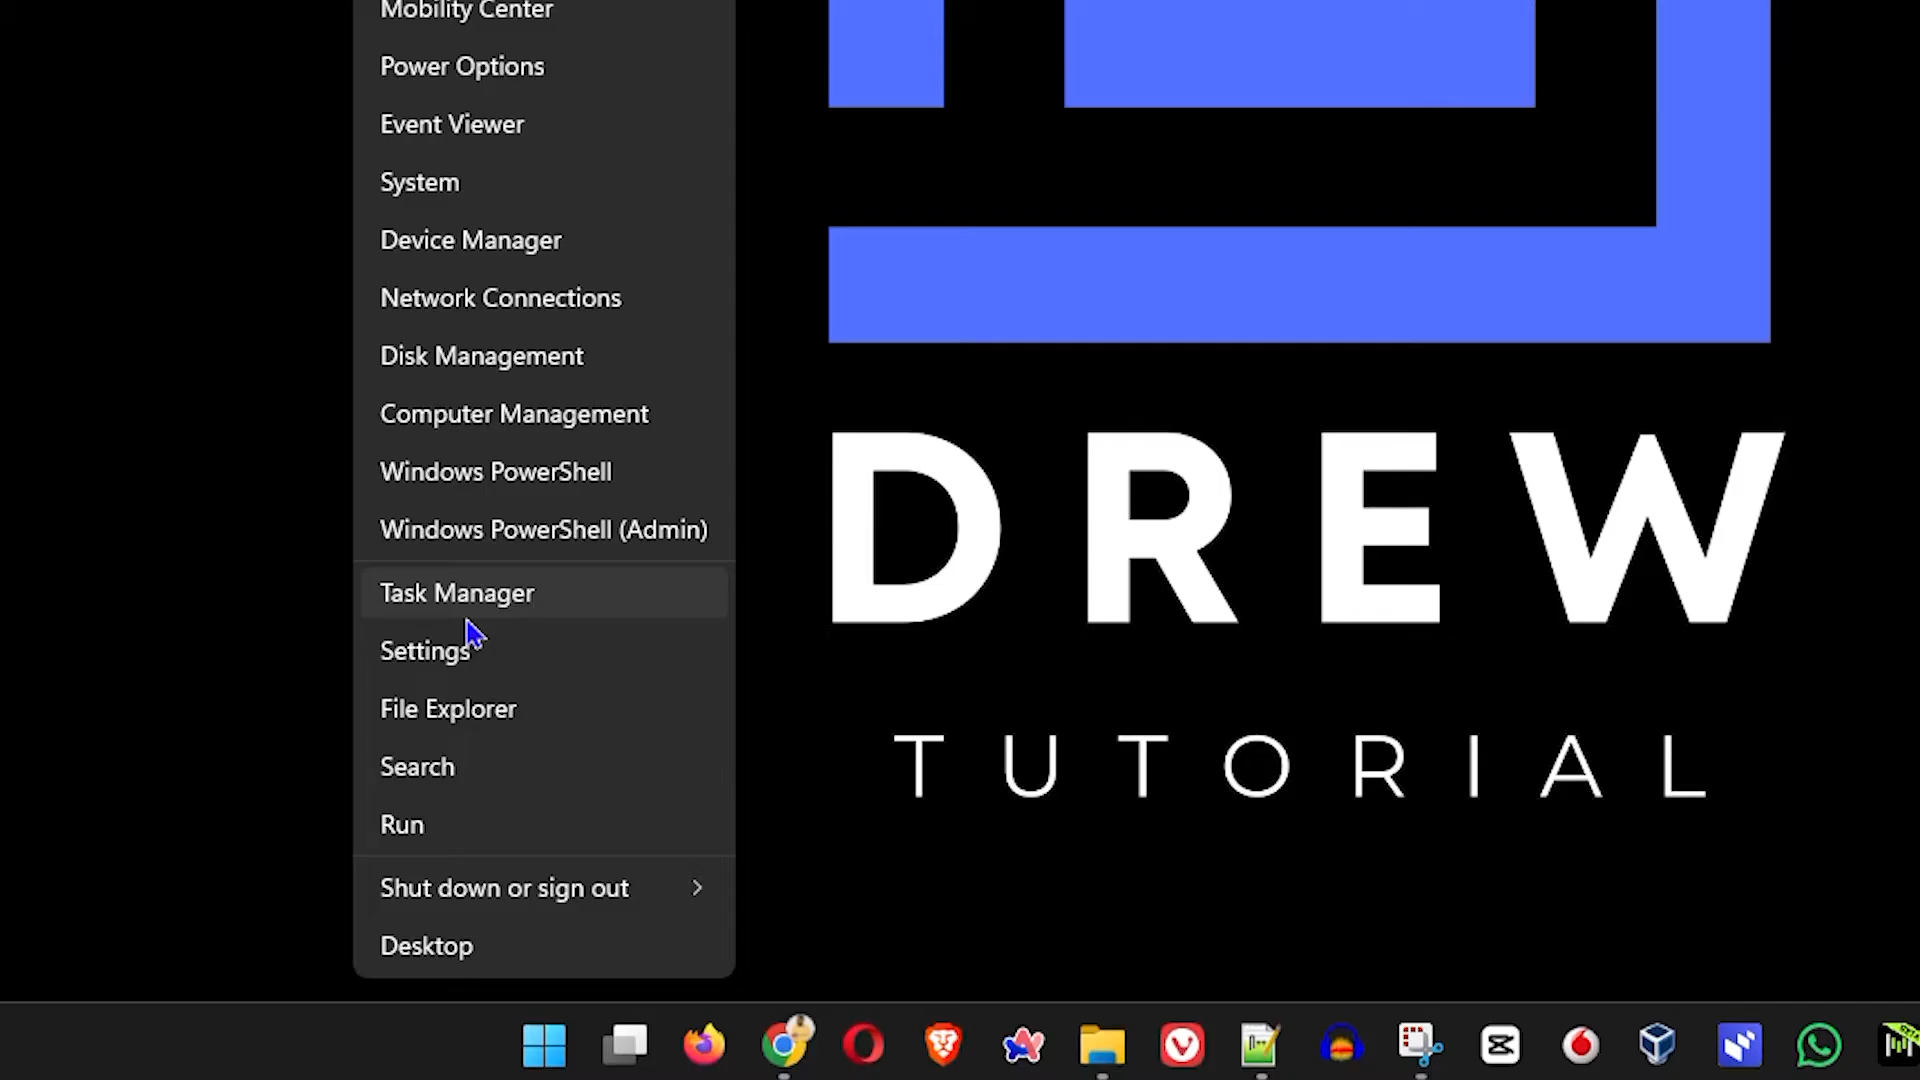 Mobility Center
Power Options
Event Viewer
System
Device Manager
Network Connections
Disk Management
Computer Management
Windows PowerShell
Windows PowerShell (Admin)
Task Manager
Settings
File Explorer
Search
Run
Shut down or sign out
Desktop
DREW
TUTORIAL